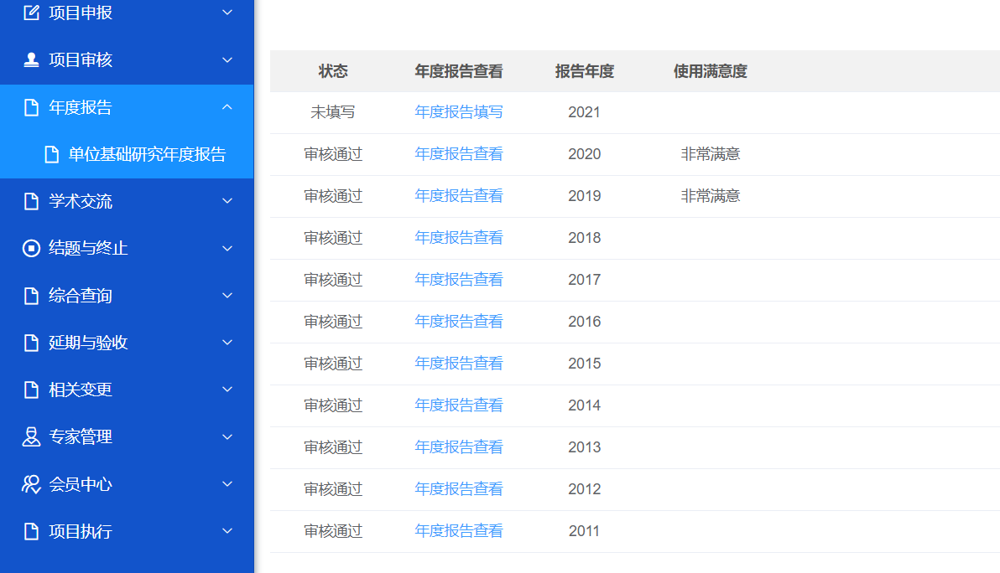 项目申报
项目审核
年度报告
单位基础研究年度报告
学术交流
结题与终止
综合查询
延期与验收
相关变更
专家管理
会员中心
项目执行
状态 年度报告查看 报告年度 使用满意度
未填写 年度报告填写 2021
审核通过 年度报告查看 2020 非常满意
审核通过 年度报告查看 2019 非常满意
审核通过 年度报告查看 2018
审核通过 年度报告查看 2017
审核通过 年度报告查看 2016
审核通过 年度报告查看 2015
审核通过 年度报告查看 2014
审核通过 年度报告查看 2013
审核通过 年度报告查看 2012
审核通过 年度报告查看 2011